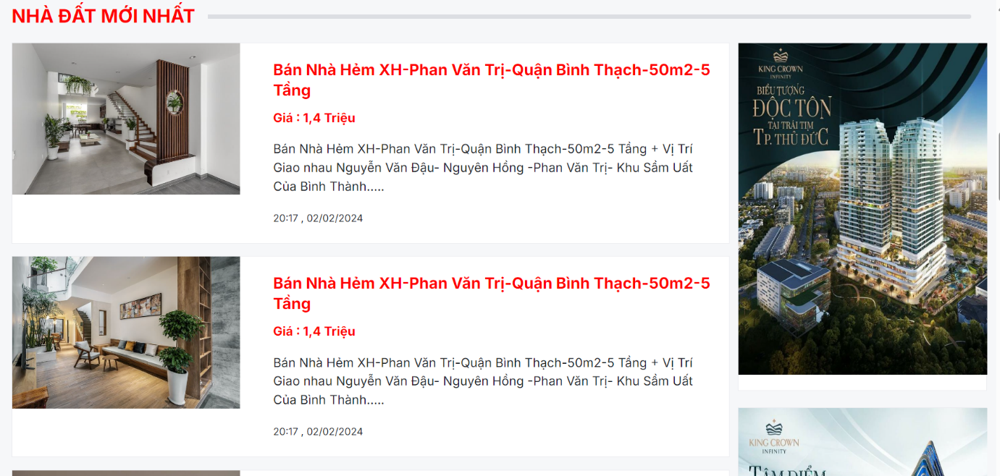 NHÀ ĐẤT MỚI NHẤT
Bán Nhà Hẻm XH-Phan Văn Trị-Quận Bình Thạch-50m2-5
Tầng
Giá : 1,4 Triệu
Bán Nhà Hẻm XH-Phan Văn Trị-Quận Bình Thạch-50m2-5 Tầng + Vị Trí
Giao nhau Nguyễn Văn Đậu- Nguyên Hồng -Phan Văn Trị- Khu Sầm Uất
Của Bình Thành.....
20:17 , 02/02/2024
Bán Nhà Hẻm XH-Phan Văn Trị-Quận Bình Thạch-50m2-5
Tầng
Giá : 1,4 Triệu
Bán Nhà Hẻm XH-Phan Văn Trị-Quận Bình Thạch-50m2-5 Tầng + Vị Trí
Giao nhau Nguyễn Văn Đậu- Nguyên Hồng -Phan Văn Trị- Khu Sầm Uất
Của Bình Thành.....
20:17 , 02/02/2024
KING CROWN
INFINITY
BIỂU TƯỢNG
ĐỘC TÔN
TẠI TRÁI TIM
TP. THỦ ĐỨC
KING CROWN
INFINITY
TÂM ĐIỂM